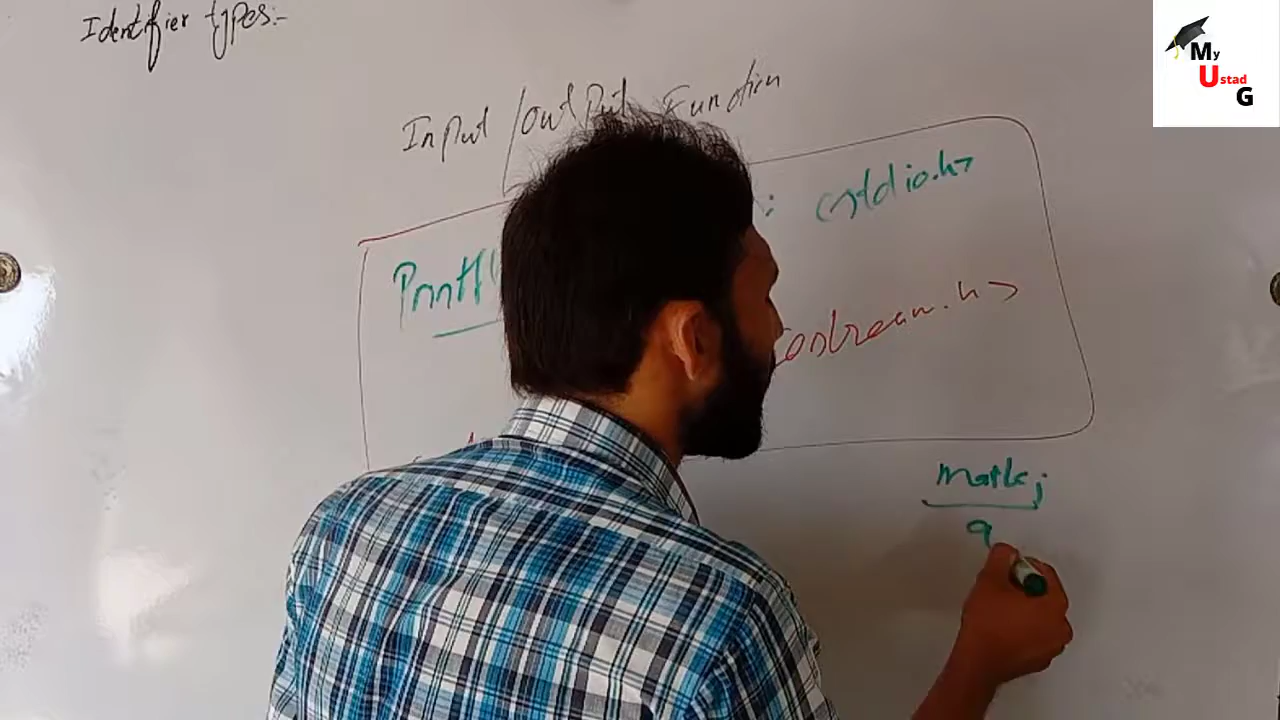 Identifier types:-
My
Ustad
G
Input /output Function
: <stdio.h>
Printf(
iostream.h>
marks;
9